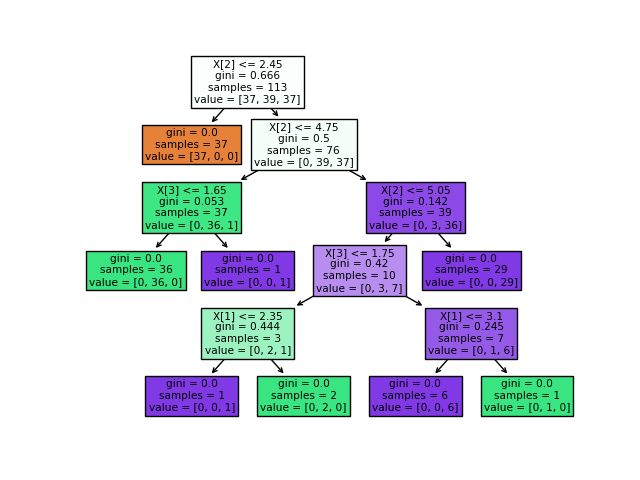 X[2] <= 2.45
gini = 0.666
samples = 113
value = [37, 39, 37]
gini = 0.0
samples = 37
value = [37, 0, 0]
X[2] <= 4.75
gini = 0.5
samples = 76
value = [0, 39, 37]
X[3] <= 1.65
gini = 0.053
samples = 37
value = [0, 36, 1]
X[2] <= 5.05
gini = 0.142
samples = 39
value = [0, 3, 36]
gini = 0.0
samples = 36
value = [0, 36, 0]
gini = 0.0
samples = 1
value = [0, 0, 1]
X[3] <= 1.75
gini = 0.42
samples = 10
value = [0, 3, 7]
gini = 0.0
samples = 29
value = [0, 0, 29]
X[1] <= 2.35
gini = 0.444
samples = 3
value = [0, 2, 1]
X[1] <= 3.1
gini = 0.245
samples = 7
value = [0, 1, 6]
gini = 0.0
samples = 1
value = [0, 0, 1]
gini = 0.0
samples = 2
value = [0, 2, 0]
gini = 0.0
samples = 6
value = [0, 0, 6]
gini = 0.0
samples = 1
value = [0, 1, 0]